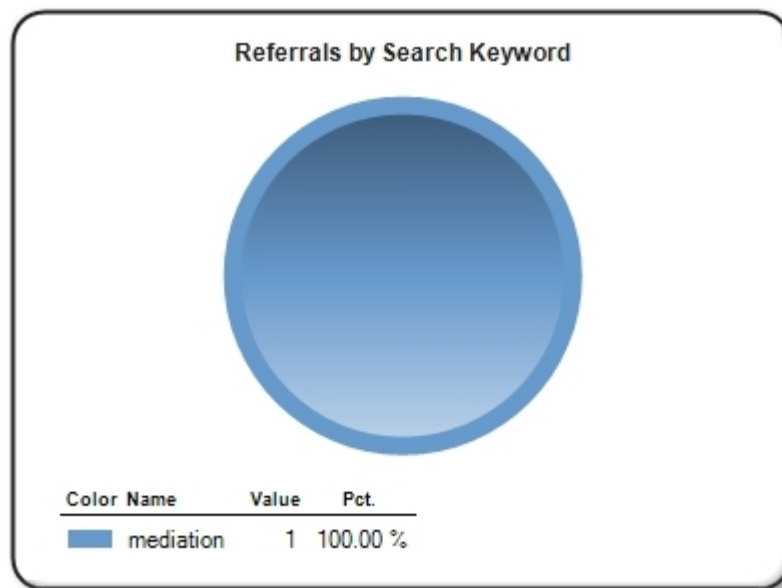 Referrals by Search Keyword
Color Name Value Pct.
mediation 1 100.00 %